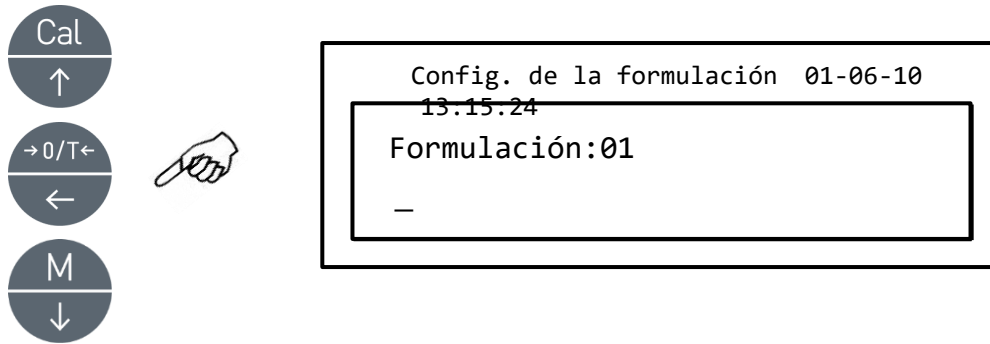 Cal
↑
→0/T←
←
M
↓
Config. de la formulación 01-06-10
13:15:24
Formulación:01
_